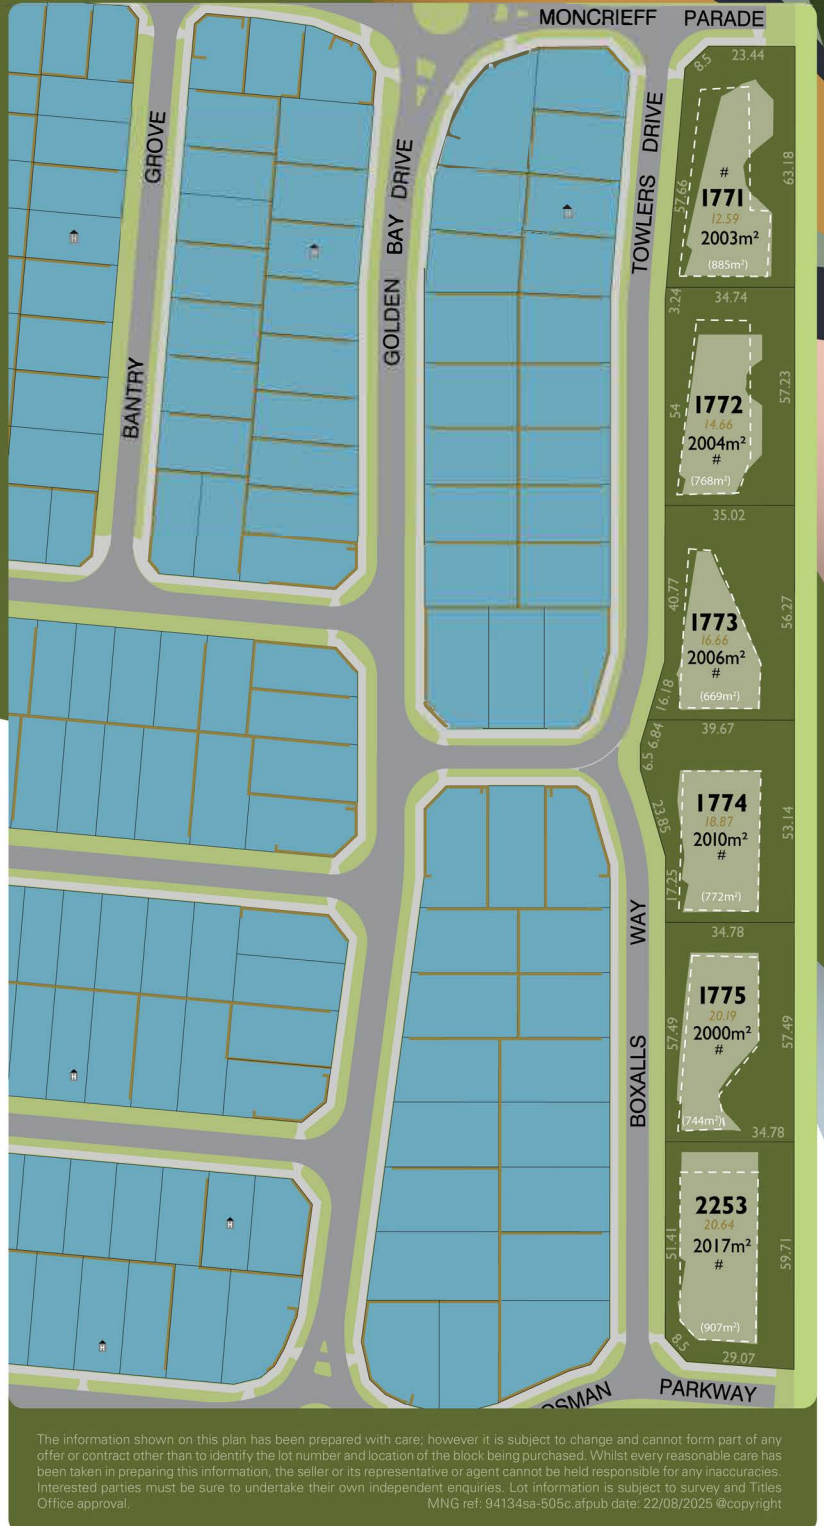 MONCRIEFF PARADE
GROVE
BANTRY
GOLDEN BAY DRIVE
TOWLERS DRIVE
8.5
23.44
57.66
63.18
#
1771
12.59
2003m²
(885m²)
3.24
34.74
54
57.23
1772
14.66
2004m²
#
(768m²)
35.02
40.77
56.27
1773
16.66
2006m²
#
(669m²)
16.18
6.84
39.67
6.5
23.85
53.14
1774
18.87
2010m²
#
(772m²)
17.25
34.78
BOXALLS WAY
57.49
57.49
1775
20.19
2000m²
#
(744m²)
34.78
51.41
59.71
2253
20.64
2017m²
#
(907m²)
8.5
29.07
OSMAN PARKWAY
The information shown on this plan has been prepared with care; however it is subject to change and cannot form part of any
offer or contract other than to identify the lot number and location of the block being purchased. Whilst every reasonable care has
been taken in preparing this information, the seller or its representative or agent cannot be held responsible for any inaccuracies.
Interested parties must be sure to undertake their own independent enquiries. Lot information is subject to survey and Titles
Office approval. MNG ref: 94134sa-505c.afpub date: 22/08/2025 @copyright